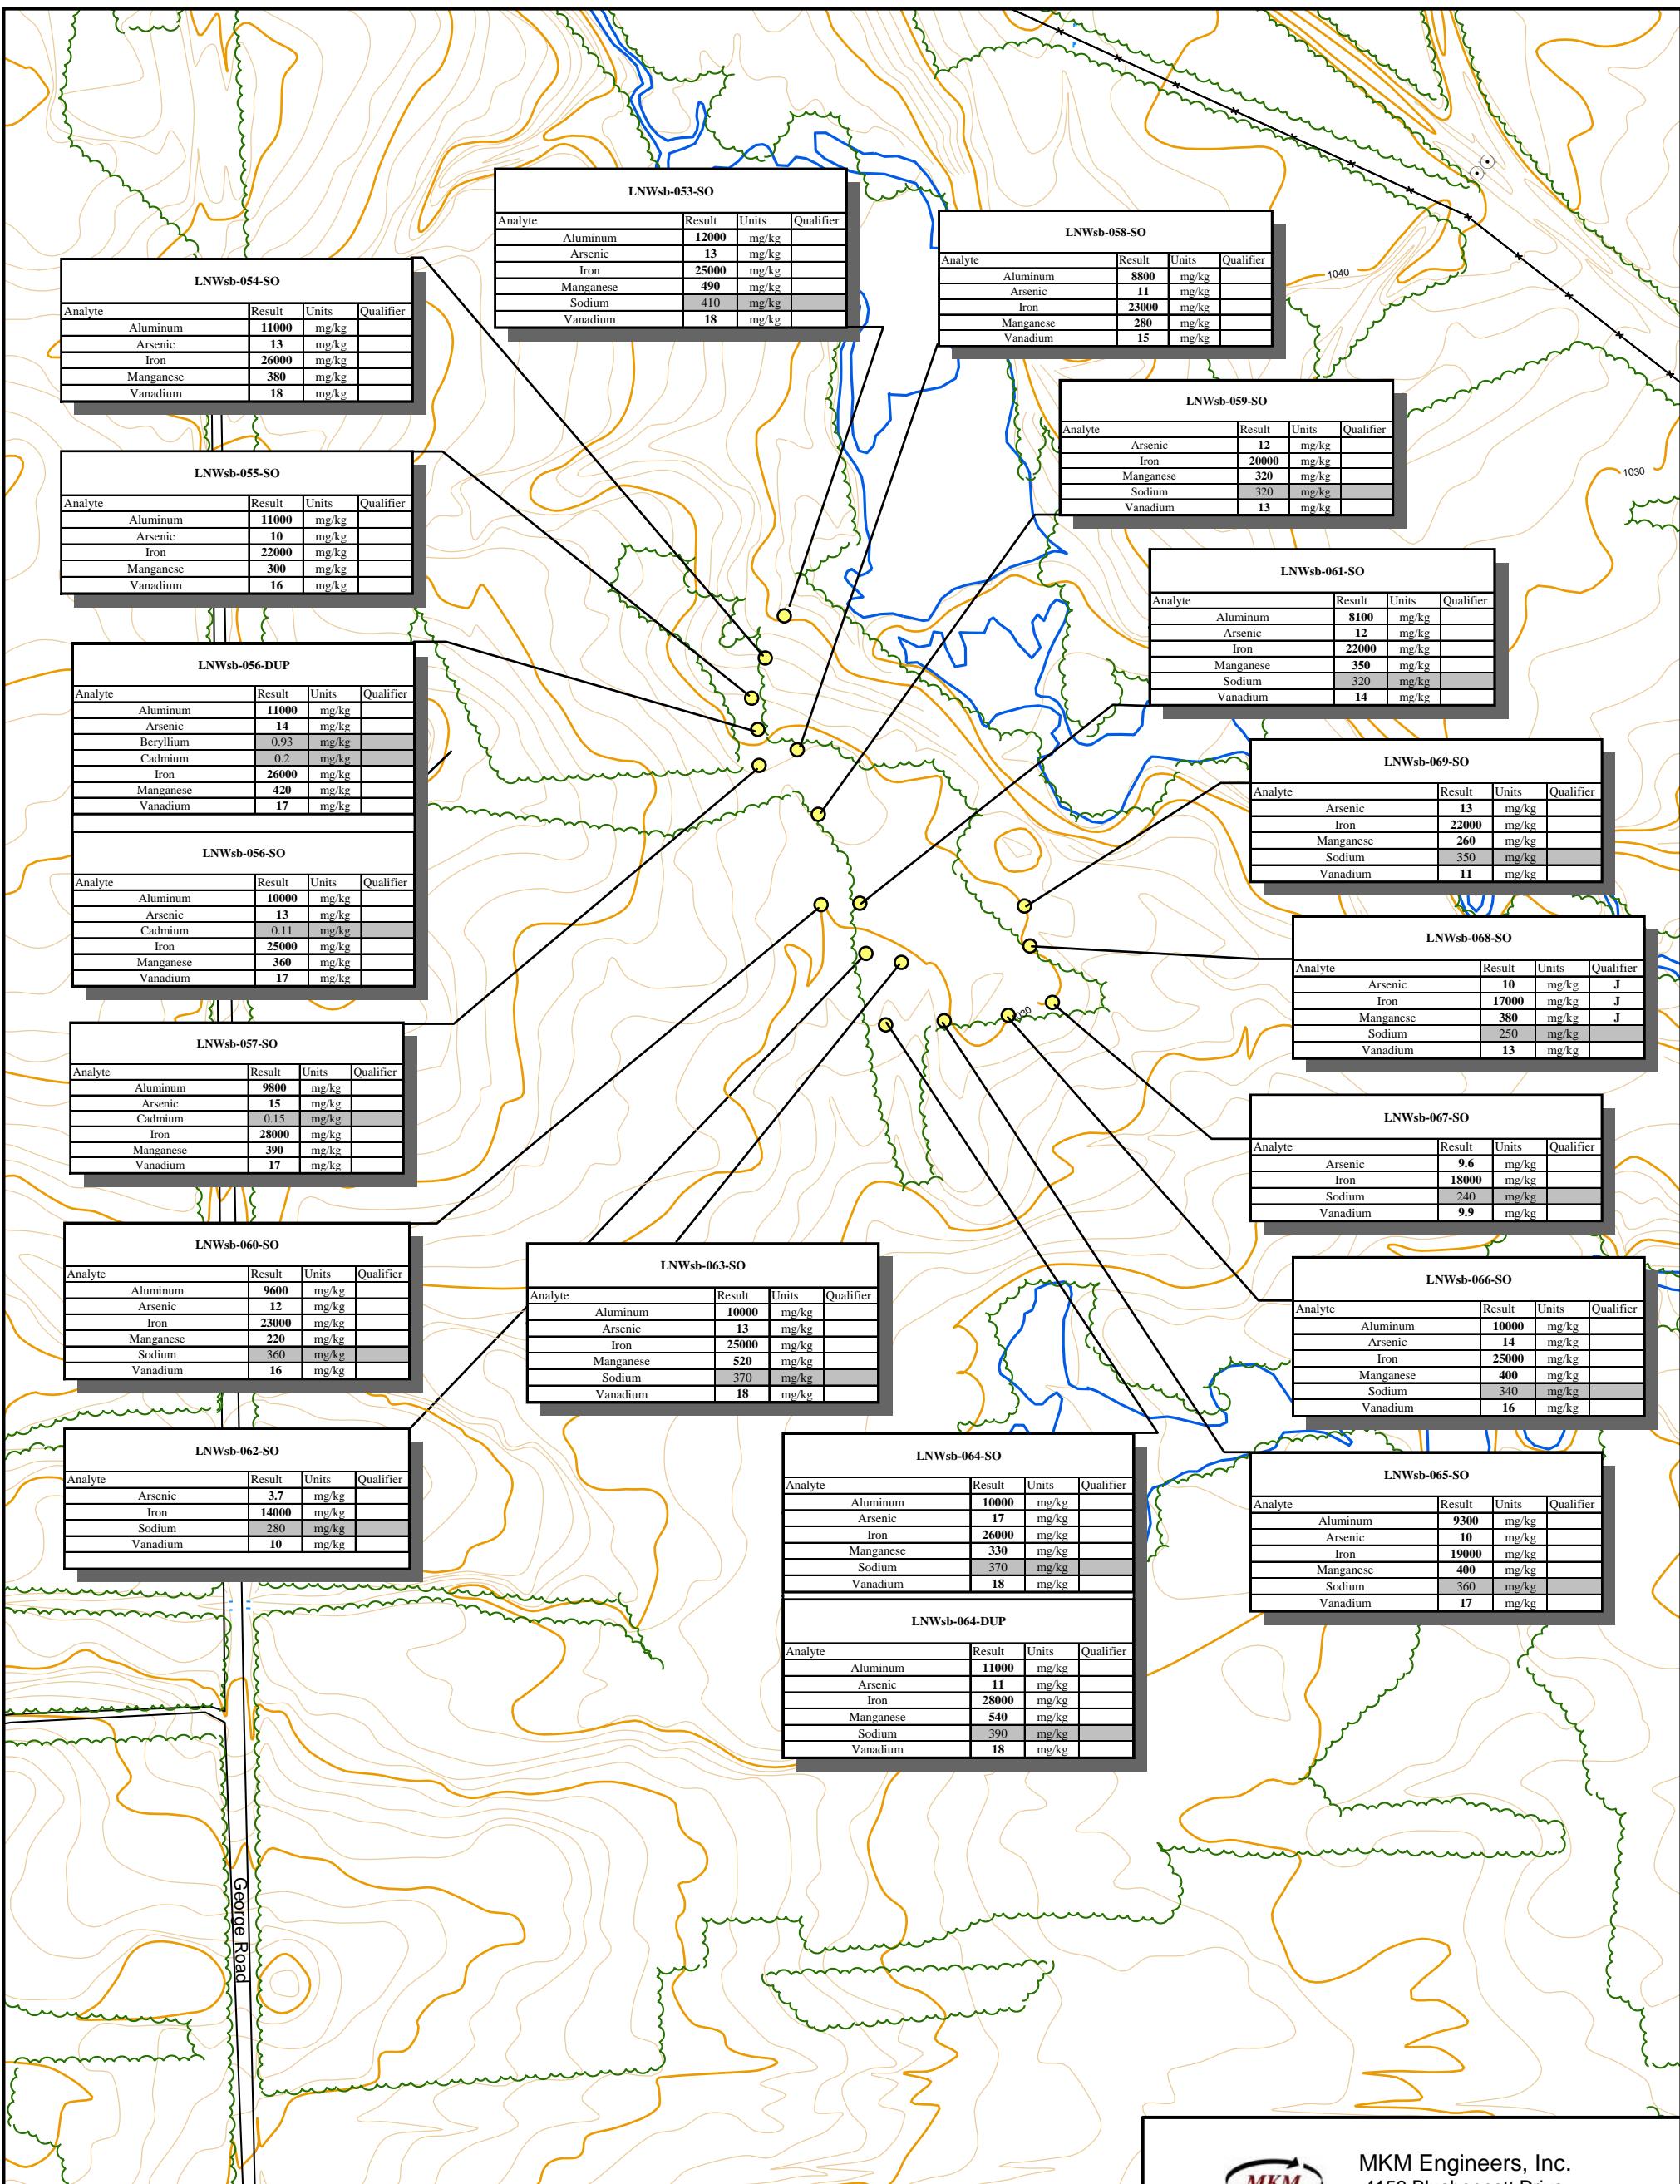 LNWsb-053-SO
Analyte Result Units Qualifier
Aluminum 12000 mg/kg
Arsenic 13 mg/kg
Iron 25000 mg/kg
Manganese 490 mg/kg
Sodium 410 mg/kg
Vanadium 18 mg/kg
LNWsb-058-SO
Analyte Result Units Qualifier
Aluminum 8800 mg/kg
Arsenic 11 mg/kg
Iron 23000 mg/kg
Manganese 280 mg/kg
Vanadium 15 mg/kg
1040
LNWsb-054-SO
Analyte Result Units Qualifier
Aluminum 11000 mg/kg
Arsenic 13 mg/kg
Iron 26000 mg/kg
Manganese 380 mg/kg
Vanadium 18 mg/kg
LNWsb-059-SO
Analyte Result Units Qualifier
Arsenic 12 mg/kg
Iron 20000 mg/kg
Manganese 320 mg/kg
Sodium 320 mg/kg
Vanadium 13 mg/kg
1030
LNWsb-055-SO
Analyte Result Units Qualifier
Aluminum 11000 mg/kg
Arsenic 10 mg/kg
Iron 22000 mg/kg
Manganese 300 mg/kg
Vanadium 16 mg/kg
LNWsb-061-SO
Analyte Result Units Qualifier
Aluminum 8100 mg/kg
Arsenic 12 mg/kg
Iron 22000 mg/kg
Manganese 350 mg/kg
Sodium 320 mg/kg
Vanadium 14 mg/kg
LNWsb-056-DUP
Analyte Result Units Qualifier
Aluminum 11000 mg/kg
Arsenic 14 mg/kg
Beryllium 0.93 mg/kg
Cadmium 0.2 mg/kg
Iron 26000 mg/kg
Manganese 420 mg/kg
Vanadium 17 mg/kg
LNWsb-056-SO
Analyte Result Units Qualifier
Aluminum 10000 mg/kg
Arsenic 13 mg/kg
Cadmium 0.11 mg/kg
Iron 25000 mg/kg
Manganese 360 mg/kg
Vanadium 17 mg/kg
LNWsb-069-SO
Analyte Result Units Qualifier
Arsenic 13 mg/kg
Iron 22000 mg/kg
Manganese 260 mg/kg
Sodium 350 mg/kg
Vanadium 11 mg/kg
LNWsb-068-SO
Analyte Result Units Qualifier
Arsenic 10 mg/kg J
Iron 17000 mg/kg J
Manganese 380 mg/kg J
Sodium 250 mg/kg
Vanadium 13 mg/kg
1030
LNWsb-057-SO
Analyte Result Units Qualifier
Aluminum 9800 mg/kg
Arsenic 15 mg/kg
Cadmium 0.15 mg/kg
Iron 28000 mg/kg
Manganese 390 mg/kg
Vanadium 17 mg/kg
LNWsb-067-SO
Analyte Result Units Qualifier
Arsenic 9.6 mg/kg
Iron 18000 mg/kg
Sodium 240 mg/kg
Vanadium 9.9 mg/kg
LNWsb-060-SO
Analyte Result Units Qualifier
Aluminum 9600 mg/kg
Arsenic 12 mg/kg
Iron 23000 mg/kg
Manganese 220 mg/kg
Sodium 360 mg/kg
Vanadium 16 mg/kg
LNWsb-063-SO
Analyte Result Units Qualifier
Aluminum 10000 mg/kg
Arsenic 13 mg/kg
Iron 25000 mg/kg
Manganese 520 mg/kg
Sodium 370 mg/kg
Vanadium 18 mg/kg
LNWsb-066-SO
Analyte Result Units Qualifier
Aluminum 10000 mg/kg
Arsenic 14 mg/kg
Iron 25000 mg/kg
Manganese 400 mg/kg
Sodium 340 mg/kg
Vanadium 16 mg/kg
LNWsb-062-SO
Analyte Result Units Qualifier
Arsenic 3.7 mg/kg
Iron 14000 mg/kg
Sodium 280 mg/kg
Vanadium 10 mg/kg
LNWsb-064-SO
Analyte Result Units Qualifier
Aluminum 10000 mg/kg
Arsenic 17 mg/kg
Iron 26000 mg/kg
Manganese 330 mg/kg
Sodium 370 mg/kg
Vanadium 18 mg/kg
LNWsb-064-DUP
Analyte Result Units Qualifier
Aluminum 11000 mg/kg
Arsenic 11 mg/kg
Iron 28000 mg/kg
Manganese 540 mg/kg
Sodium 390 mg/kg
Vanadium 18 mg/kg
LNWsb-065-SO
Analyte Result Units Qualifier
Aluminum 9300 mg/kg
Arsenic 10 mg/kg
Iron 19000 mg/kg
Manganese 400 mg/kg
Sodium 360 mg/kg
Vanadium 17 mg/kg
George Road
MKM
MKM Engineers, Inc.